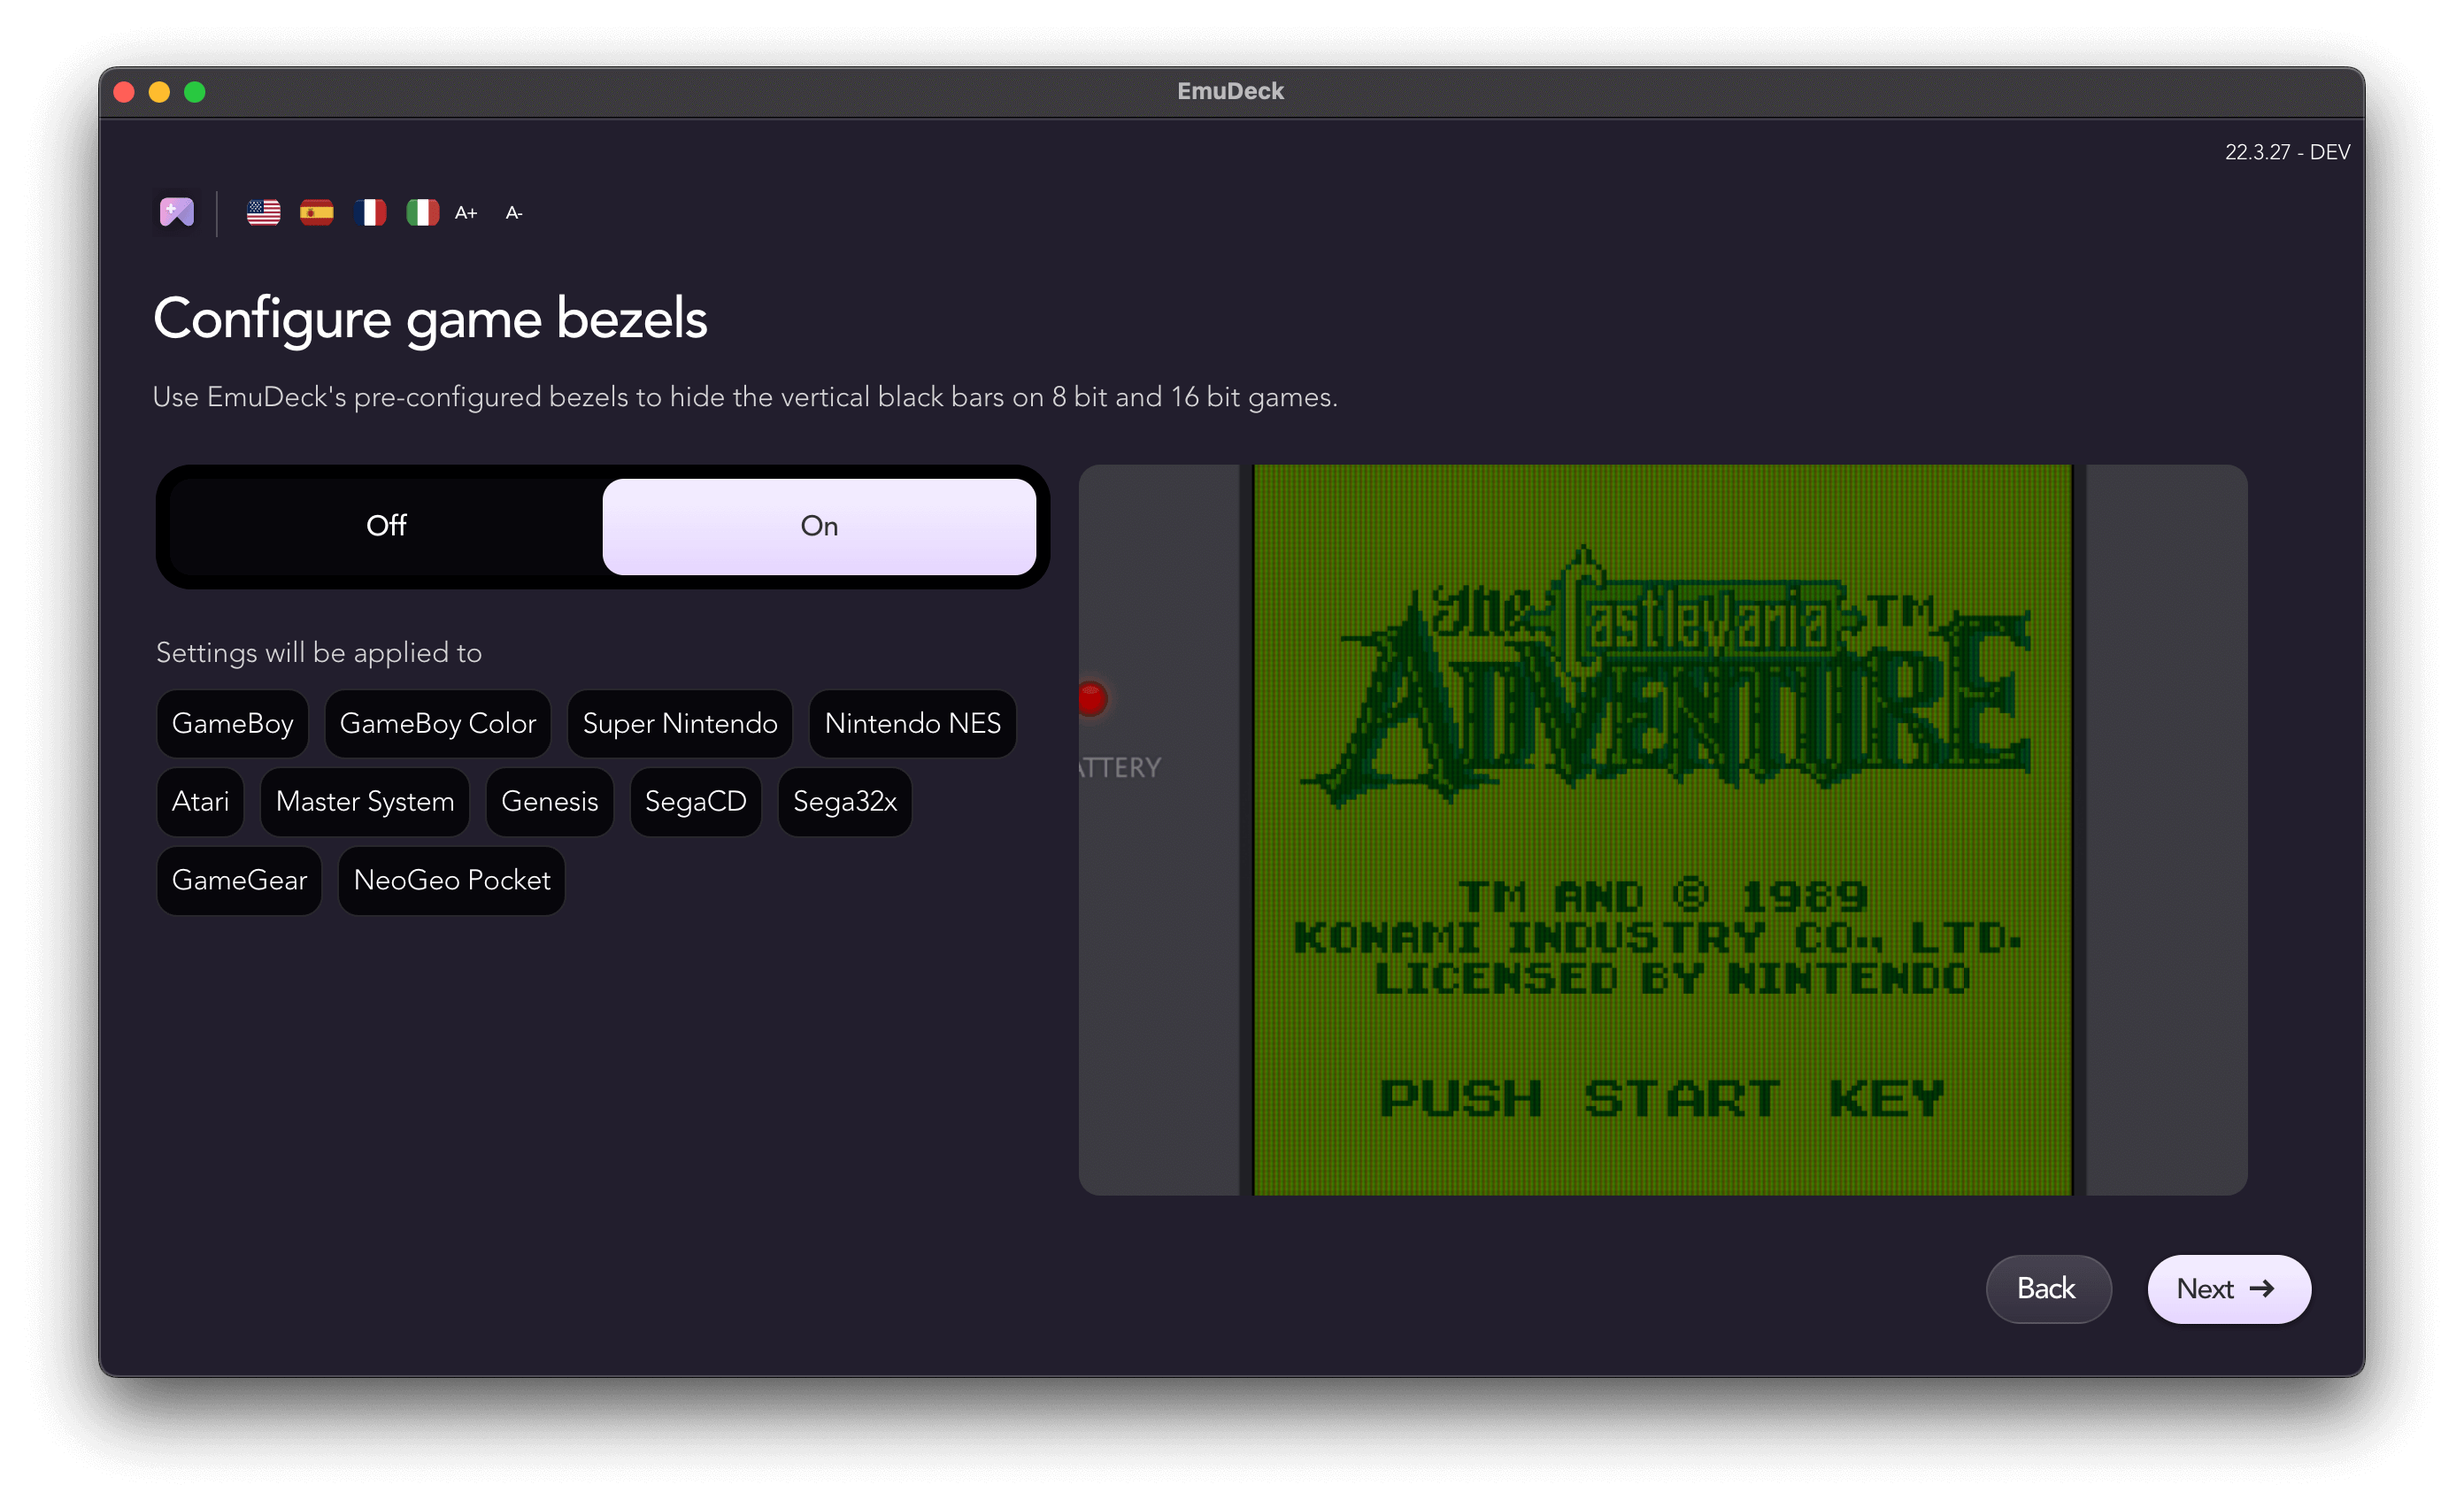 EmuDeck
22.3.27 - DEV
A+ A-
Configure game bezels
Use EmuDeck's pre-configured bezels to hide the vertical black bars on 8 bit and 16 bit games.
Off On
Settings will be applied to
GameBoy GameBoy Color Super Nintendo Nintendo NES
Atari Master System Genesis SegaCD Sega32x
GameGear NeoGeo Pocket
ATTERY
The Castlevania™
ADVENTURE
TM AND © 1989
KONAMI INDUSTRY CO., LTD.
LICENSED BY NINTENDO
PUSH START KEY
Back Next →